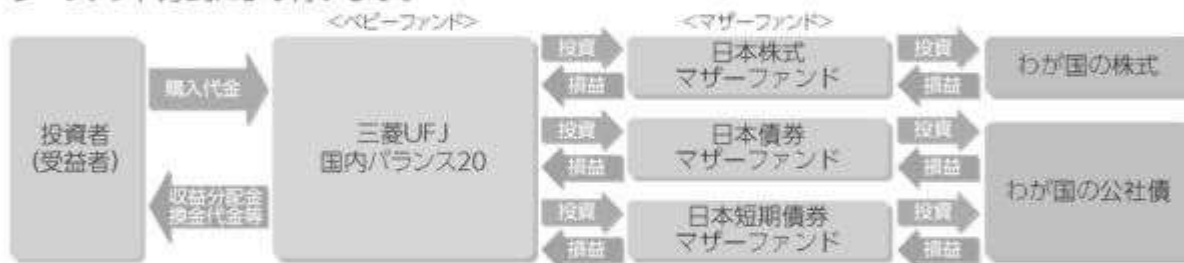 <ベビーファンド>
<マザーファンド>
投資者
(受益者)
購入代金
収益分配金
換金代金等
三菱UFJ
国内バランス20
投資
損益
日本株式
マザーファンド
投資
損益
わが国の株式
投資
損益
日本債券
マザーファンド
投資
損益
わが国の公社債
投資
損益
日本短期債券
マザーファンド
投資
損益